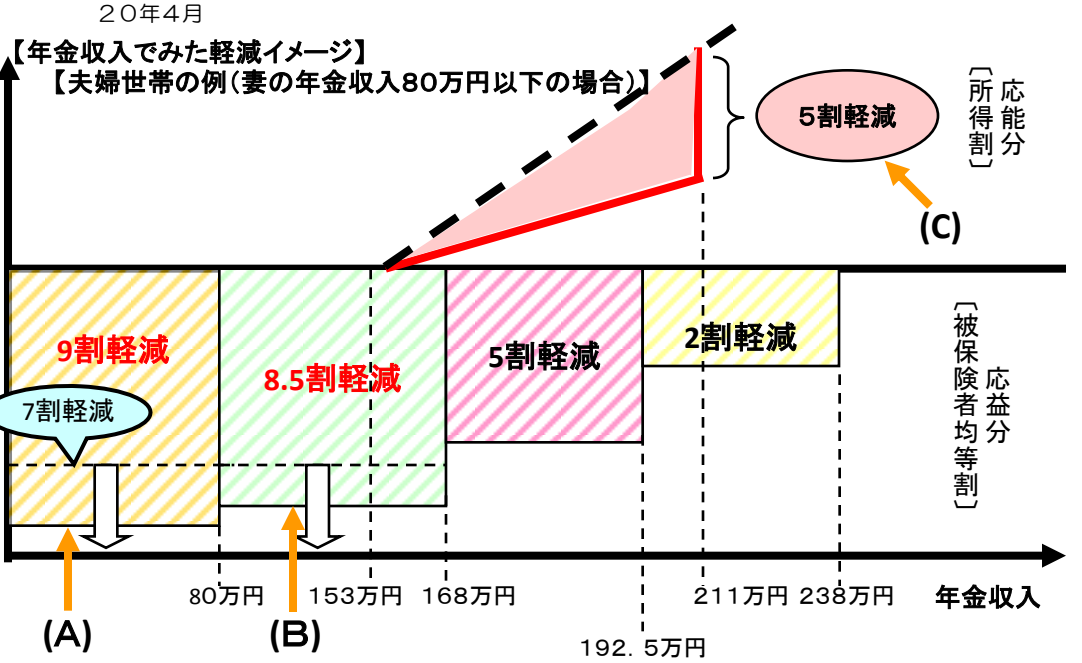 20年4月
【年金収入でみた軽減イメージ】
【夫婦世帯の例(妻の年金収入80万円以下の場合)】
5割軽減
応能分
〔所得割〕
(C)
9割軽減
8.5割軽減
5割軽減
2割軽減
7割軽減
応益分
〔被保険者均等割〕
80万円
153万円
168万円
211万円
238万円
年金収入
(A)
(B)
192.5万円